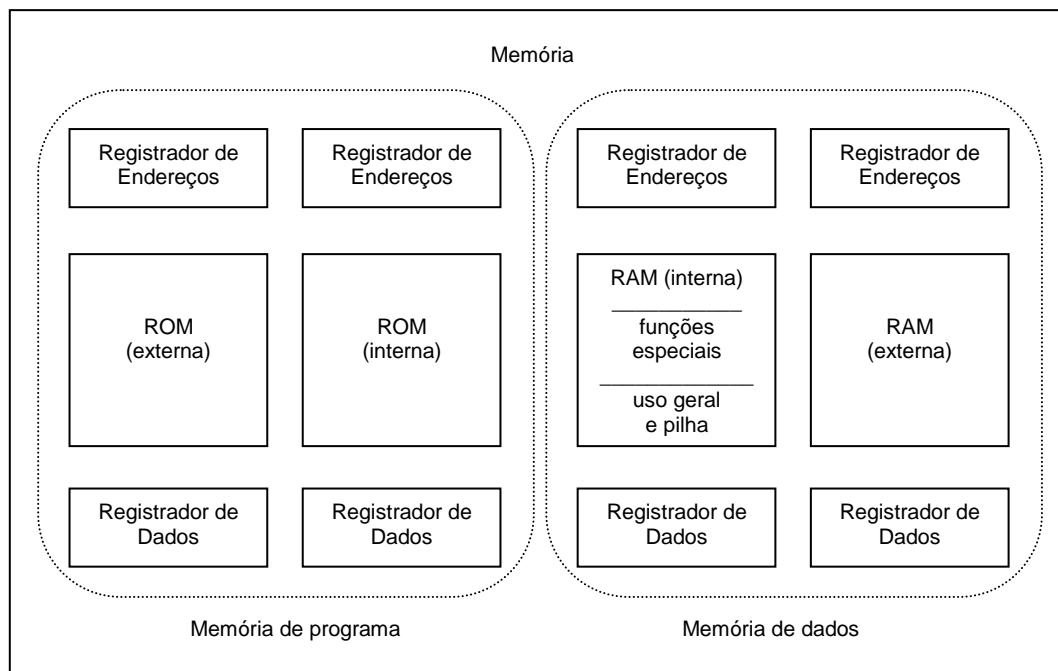 Memória
Registrador de
Endereços
Registrador de
Endereços
Registrador de
Endereços
Registrador de
Endereços
ROM
(externa)
ROM
(interna)
RAM (interna)
funções
especiais
uso geral
e pilha
RAM
(externa)
Registrador de
Dados
Registrador de
Dados
Registrador de
Dados
Registrador de
Dados
Memória de programa
Memória de dados